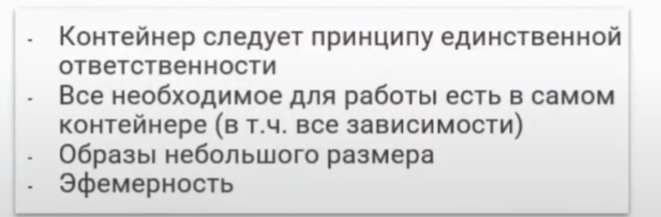 - Контейнер следует принципу единственной
ответственности
- Все необходимое для работы есть в самом
контейнере (в т.ч. все зависимости)
- Образы небольшого размера
- Эфемерность